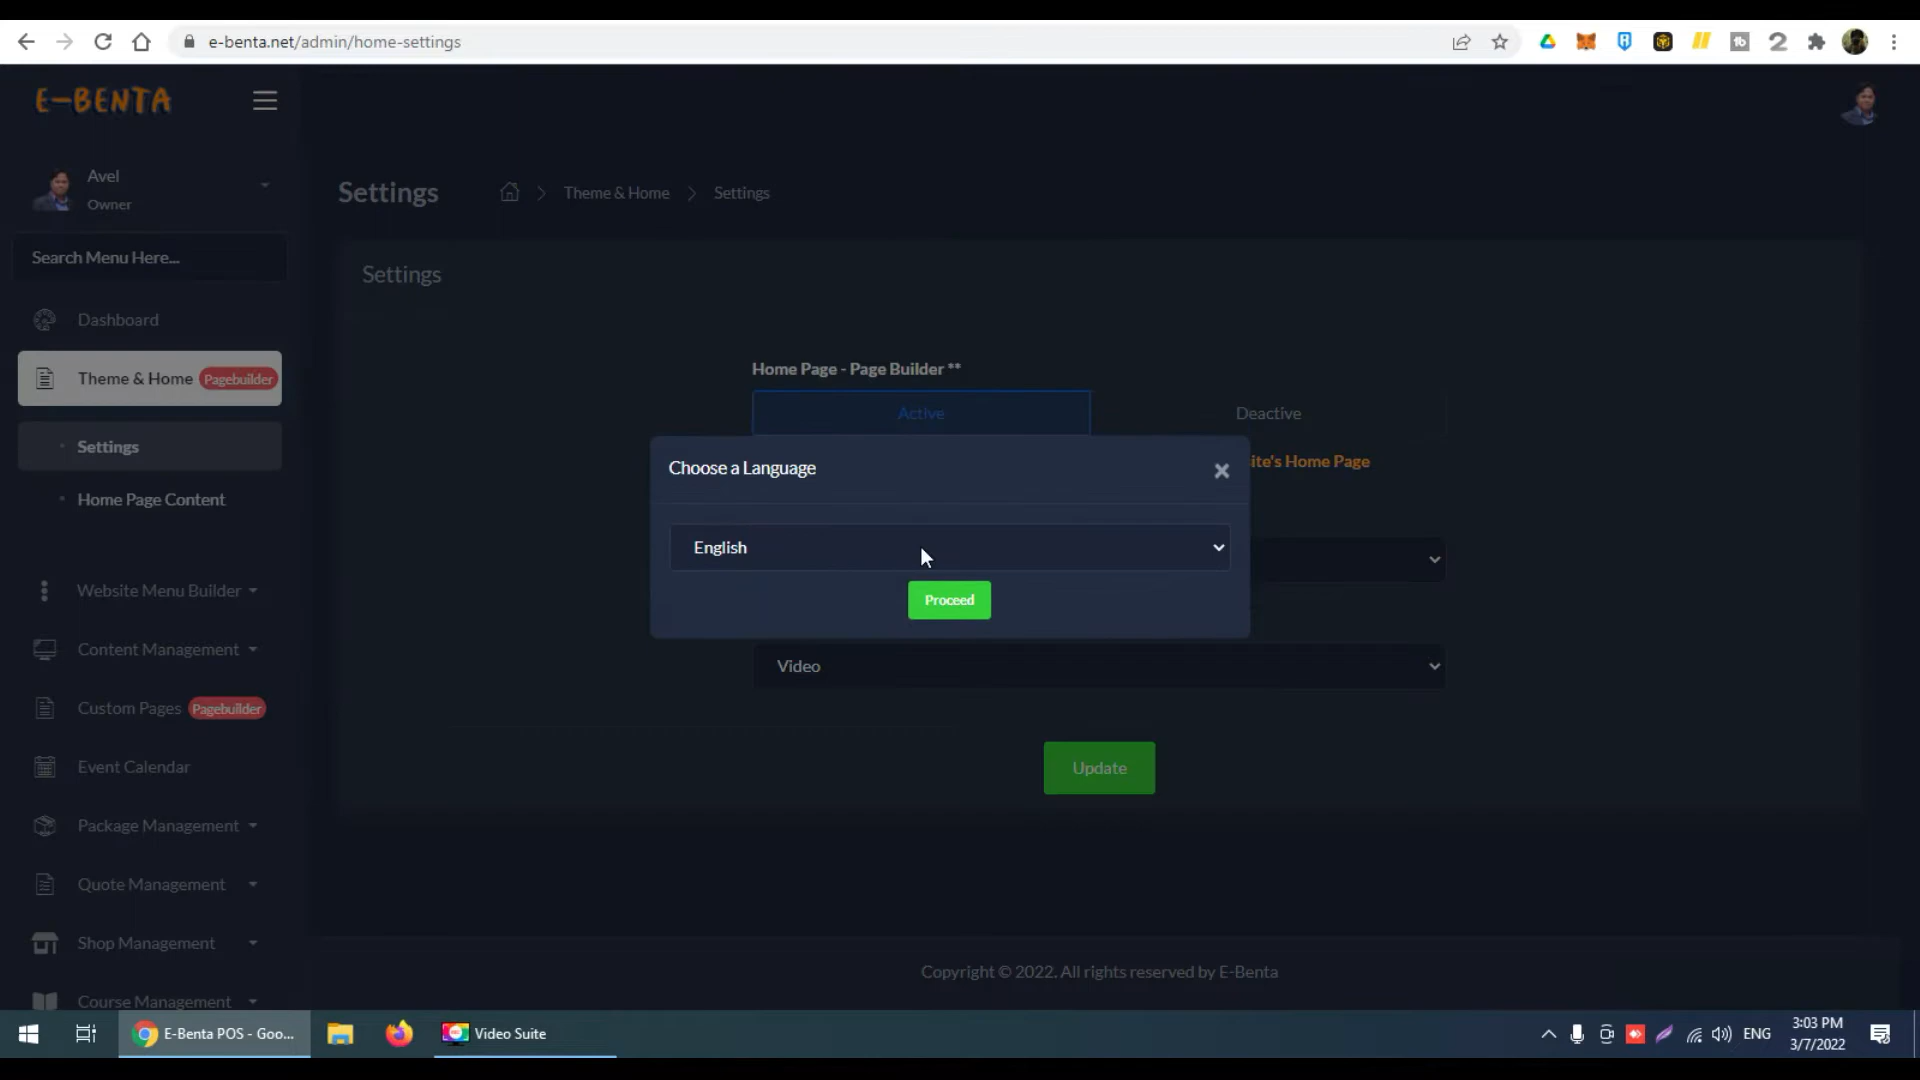 e-benta.net/admin/home-settings
E-BENTA
Avel
Owner
Search Menu Here...
Dashboard
Theme & Home Pagebuilder
Settings
Home Page Content
Website Menu Builder
Content Management
Custom Pages Pagebuilder
Event Calendar
Package Management
Quote Management
Shop Management
Course Management
Settings
Theme & Home
Settings
Settings
Home Page - Page Builder **
Active
Deactive
ite's Home Page
Choose a Language
×
English
Proceed
Video
Update
Copyright © 2022. All rights reserved by E-Benta
E-Benta POS - Goo...
Video Suite
ENG
3:03 PM
3/7/2022